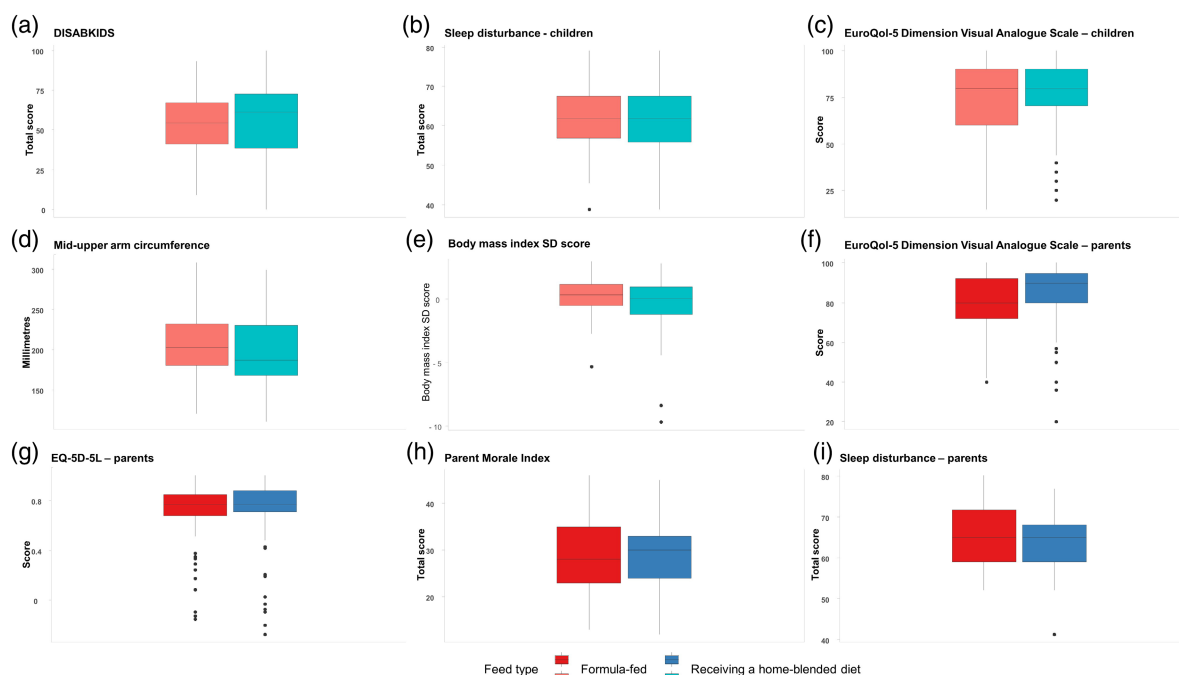 (a) DISABKIDS
Total score
100
75
50
25
0
(b) Sleep disturbance - children
Total score
80
70
60
50
40
(c) EuroQol-5 Dimension Visual Analogue Scale – children
Score
100
75
50
25
(d) Mid-upper arm circumference
Millimetres
300
250
200
150
(e) Body mass index SD score
Body mass index SD score
0
- 5
- 10
(f) EuroQol-5 Dimension Visual Analogue Scale – parents
Score
100
80
60
40
20
(g) EQ-5D-5L – parents
Score
0.8
0.4
0
(h) Parent Morale Index
Total score
40
30
20
(i) Sleep disturbance – parents
Total score
80
70
60
50
40
Feed type Formula-fed Receiving a home-blended diet